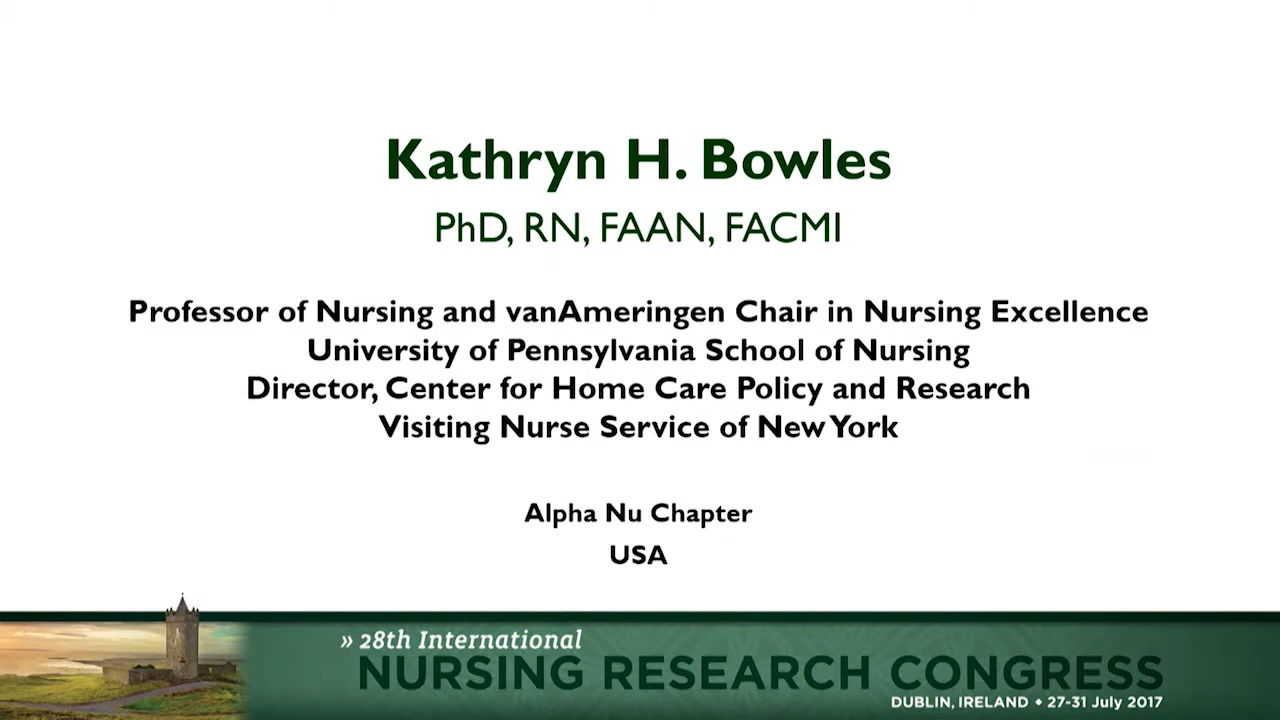 Kathryn H. Bowles
PhD, RN, FAAN, FACMI
Professor of Nursing and vanAmeringen Chair in Nursing Excellence
University of Pennsylvania School of Nursing
Director, Center for Home Care Policy and Research
Visiting Nurse Service of New York
Alpha Nu Chapter
USA
» 28th International
NURSING RESEARCH CONGRESS
DUBLIN, IRELAND • 27-31 July 2017